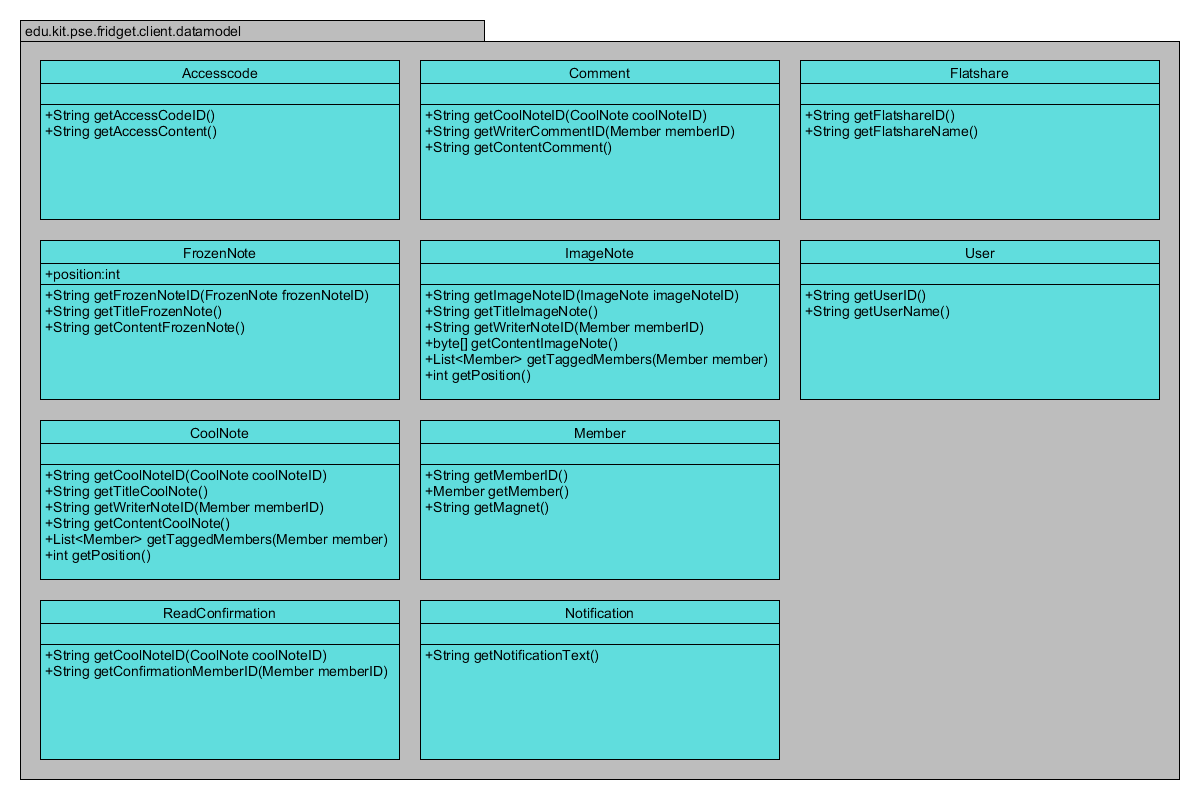 edu.kit.pse.fridget.client.datamodel
Accesscode
+String getAccessCodeID()
+String getAccessContent()
Comment
+String getCoolNoteID(CoolNote coolNoteID)
+String getWriterCommentID(Member memberID)
+String getContentComment()
Flatshare
+String getFlatshareID()
+String getFlatshareName()
FrozenNote
+position:int
+String getFrozenNoteID(FrozenNote frozenNoteID)
+String getTitleFrozenNote()
+String getContentFrozenNote()
ImageNote
+String getImageNoteID(ImageNote imageNoteID)
+String getTitleImageNote()
+String getWriterNoteID(Member memberID)
+byte[] getContentImageNote()
+List<Member> getTaggedMembers(Member member)
+int getPosition()
User
+String getUserID()
+String getUserName()
CoolNote
+String getCoolNoteID(CoolNote coolNoteID)
+String getTitleCoolNote()
+String getWriterNoteID(Member memberID)
+String getContentCoolNote()
+List<Member> getTaggedMembers(Member member)
+int getPosition()
Member
+String getMemberID()
+Member getMember()
+String getMagnet()
ReadConfirmation
+String getCoolNoteID(CoolNote coolNoteID)
+String getConfirmationMemberID(Member memberID)
Notification
+String getNotificationText()